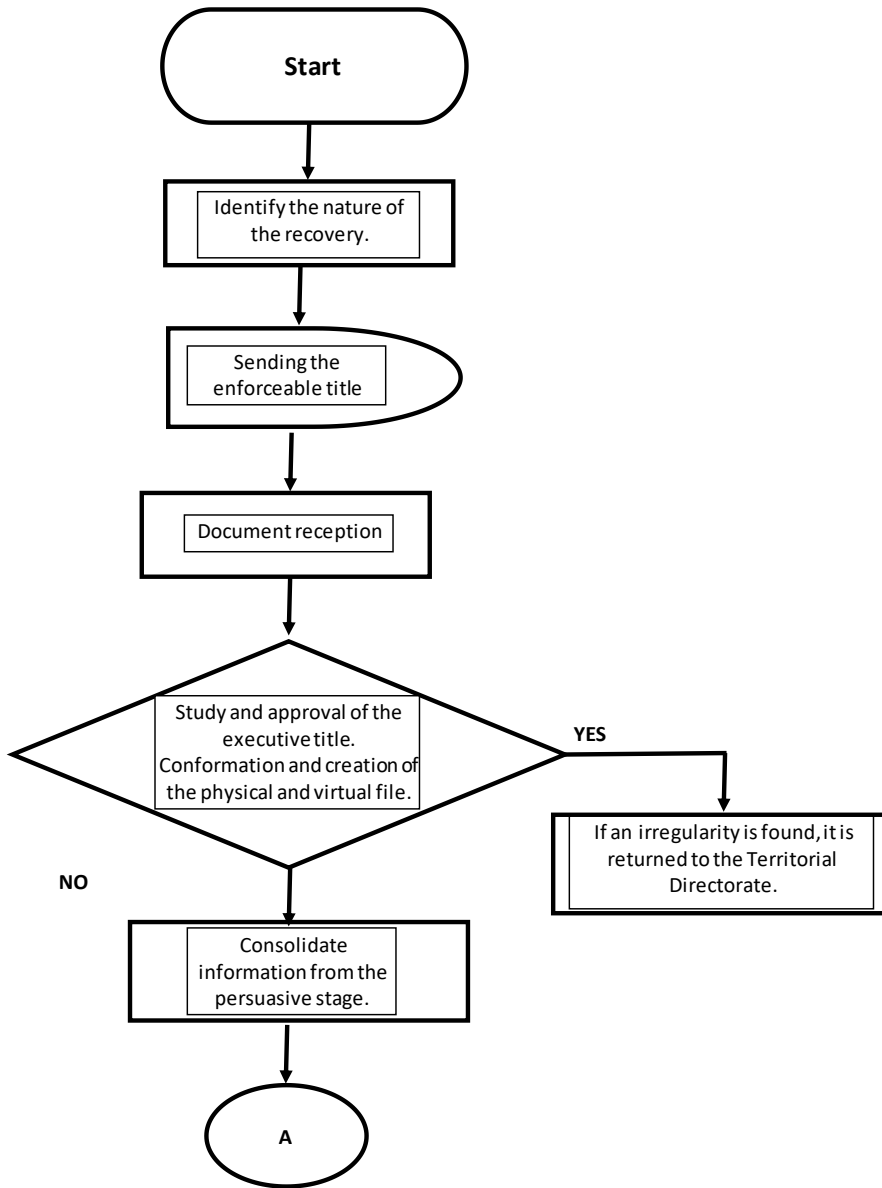 Start
Identify the nature of
the recovery.
Sending the
enforceable title
Document reception
Study and approval of the
executive title.
Conformation and creation of
the physical and virtual file.
YES
If an irregularity is found, it is
returned to the Territorial
Directorate.
NO
Consolidate
information from the
persuasive stage.
A